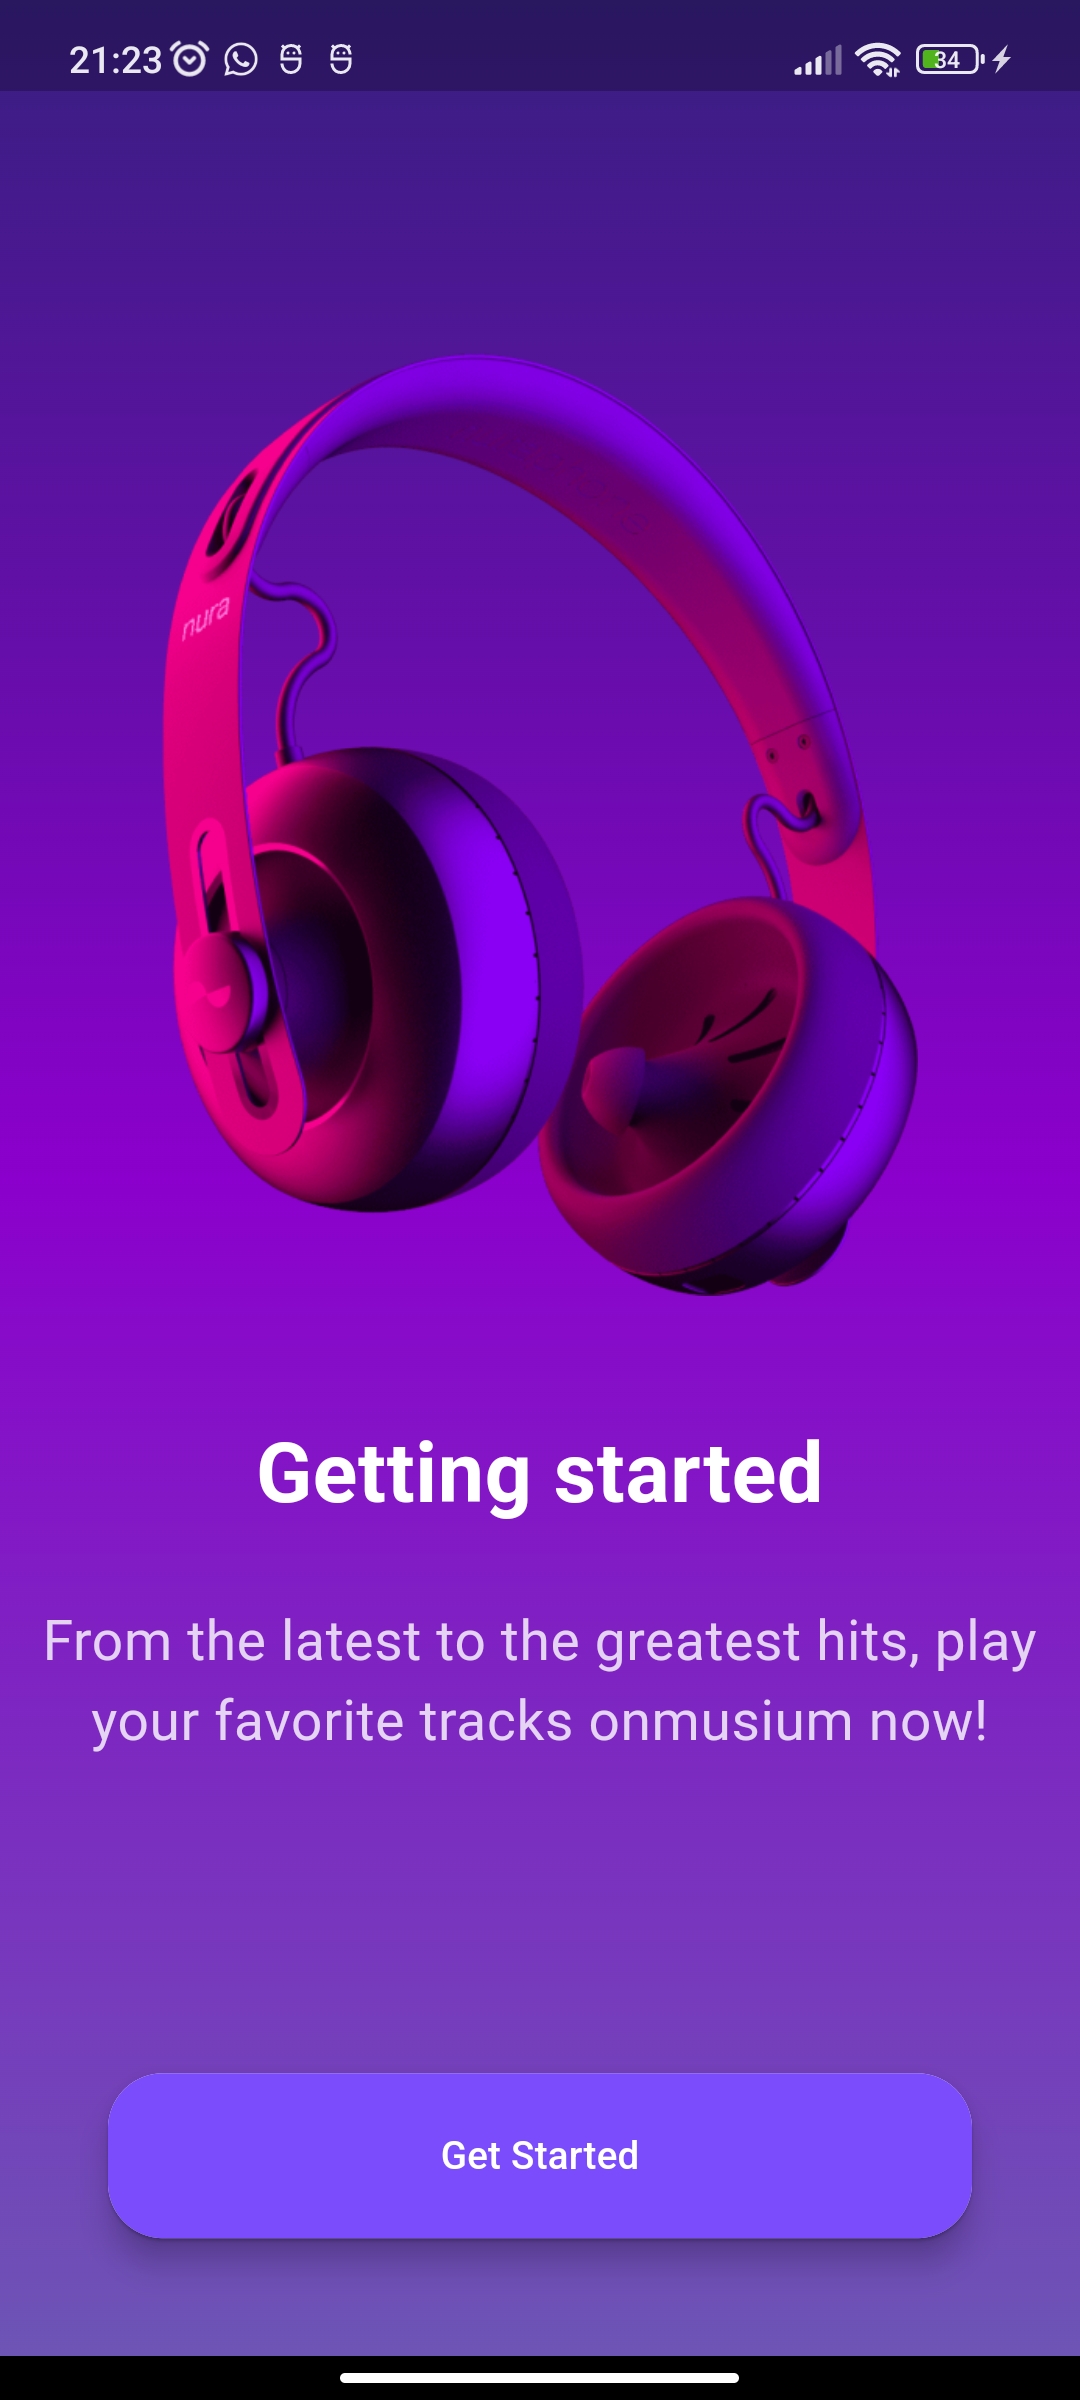 21:23
34
nura
Getting started
From the latest to the greatest hits, play
your favorite tracks onmusium now!
Get Started